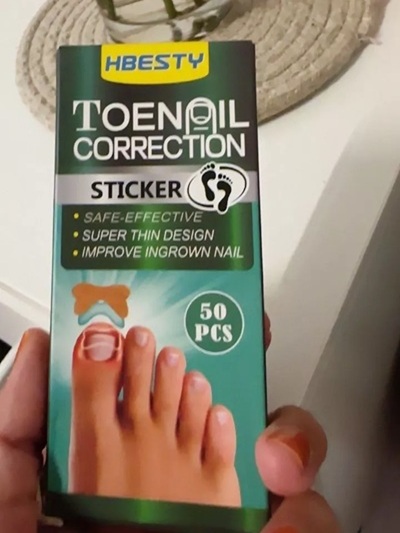 HBESTY
TOENAIL
CORRECTION
STICKER
• SAFE-EFFECTIVE
• SUPER THIN DESIGN
• IMPROVE INGROWN NAIL
50
PCS